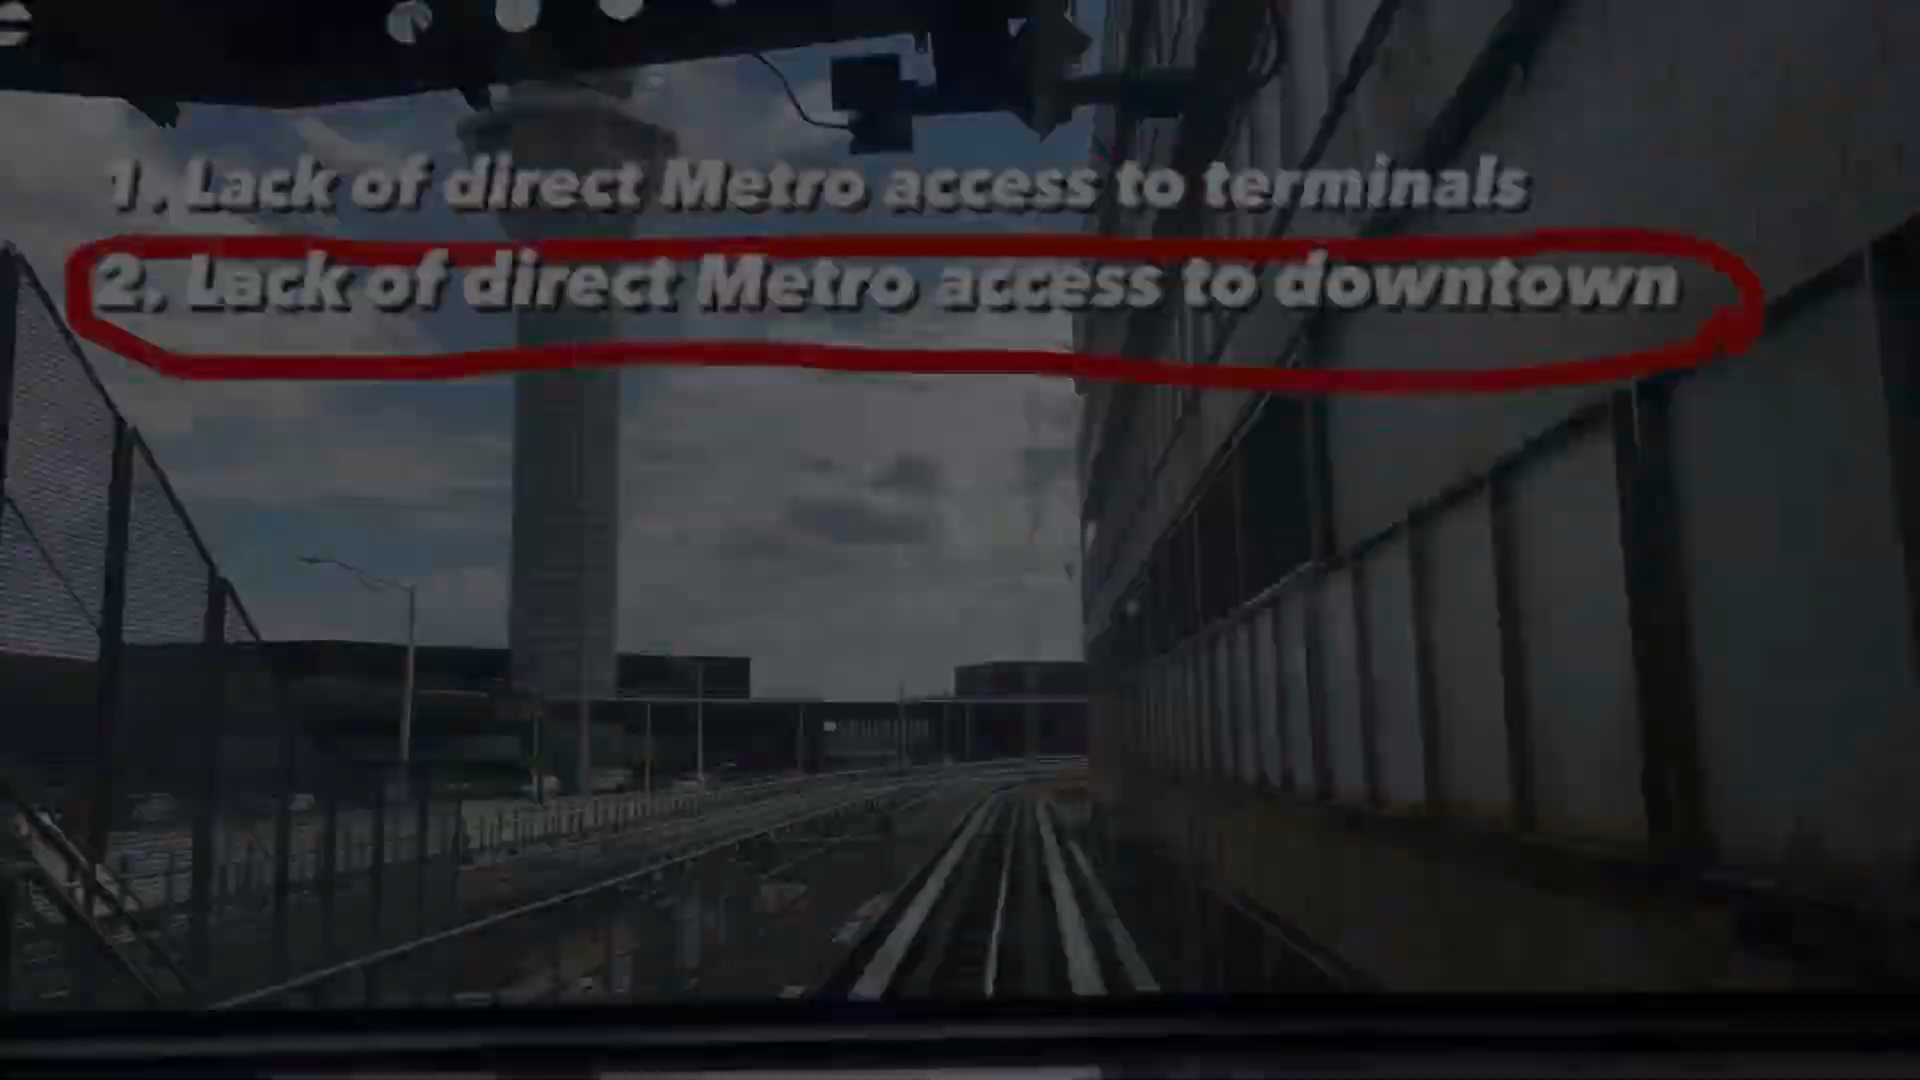 1. Lack of direct Metro access to terminals
2. Lack of direct Metro access to downtown